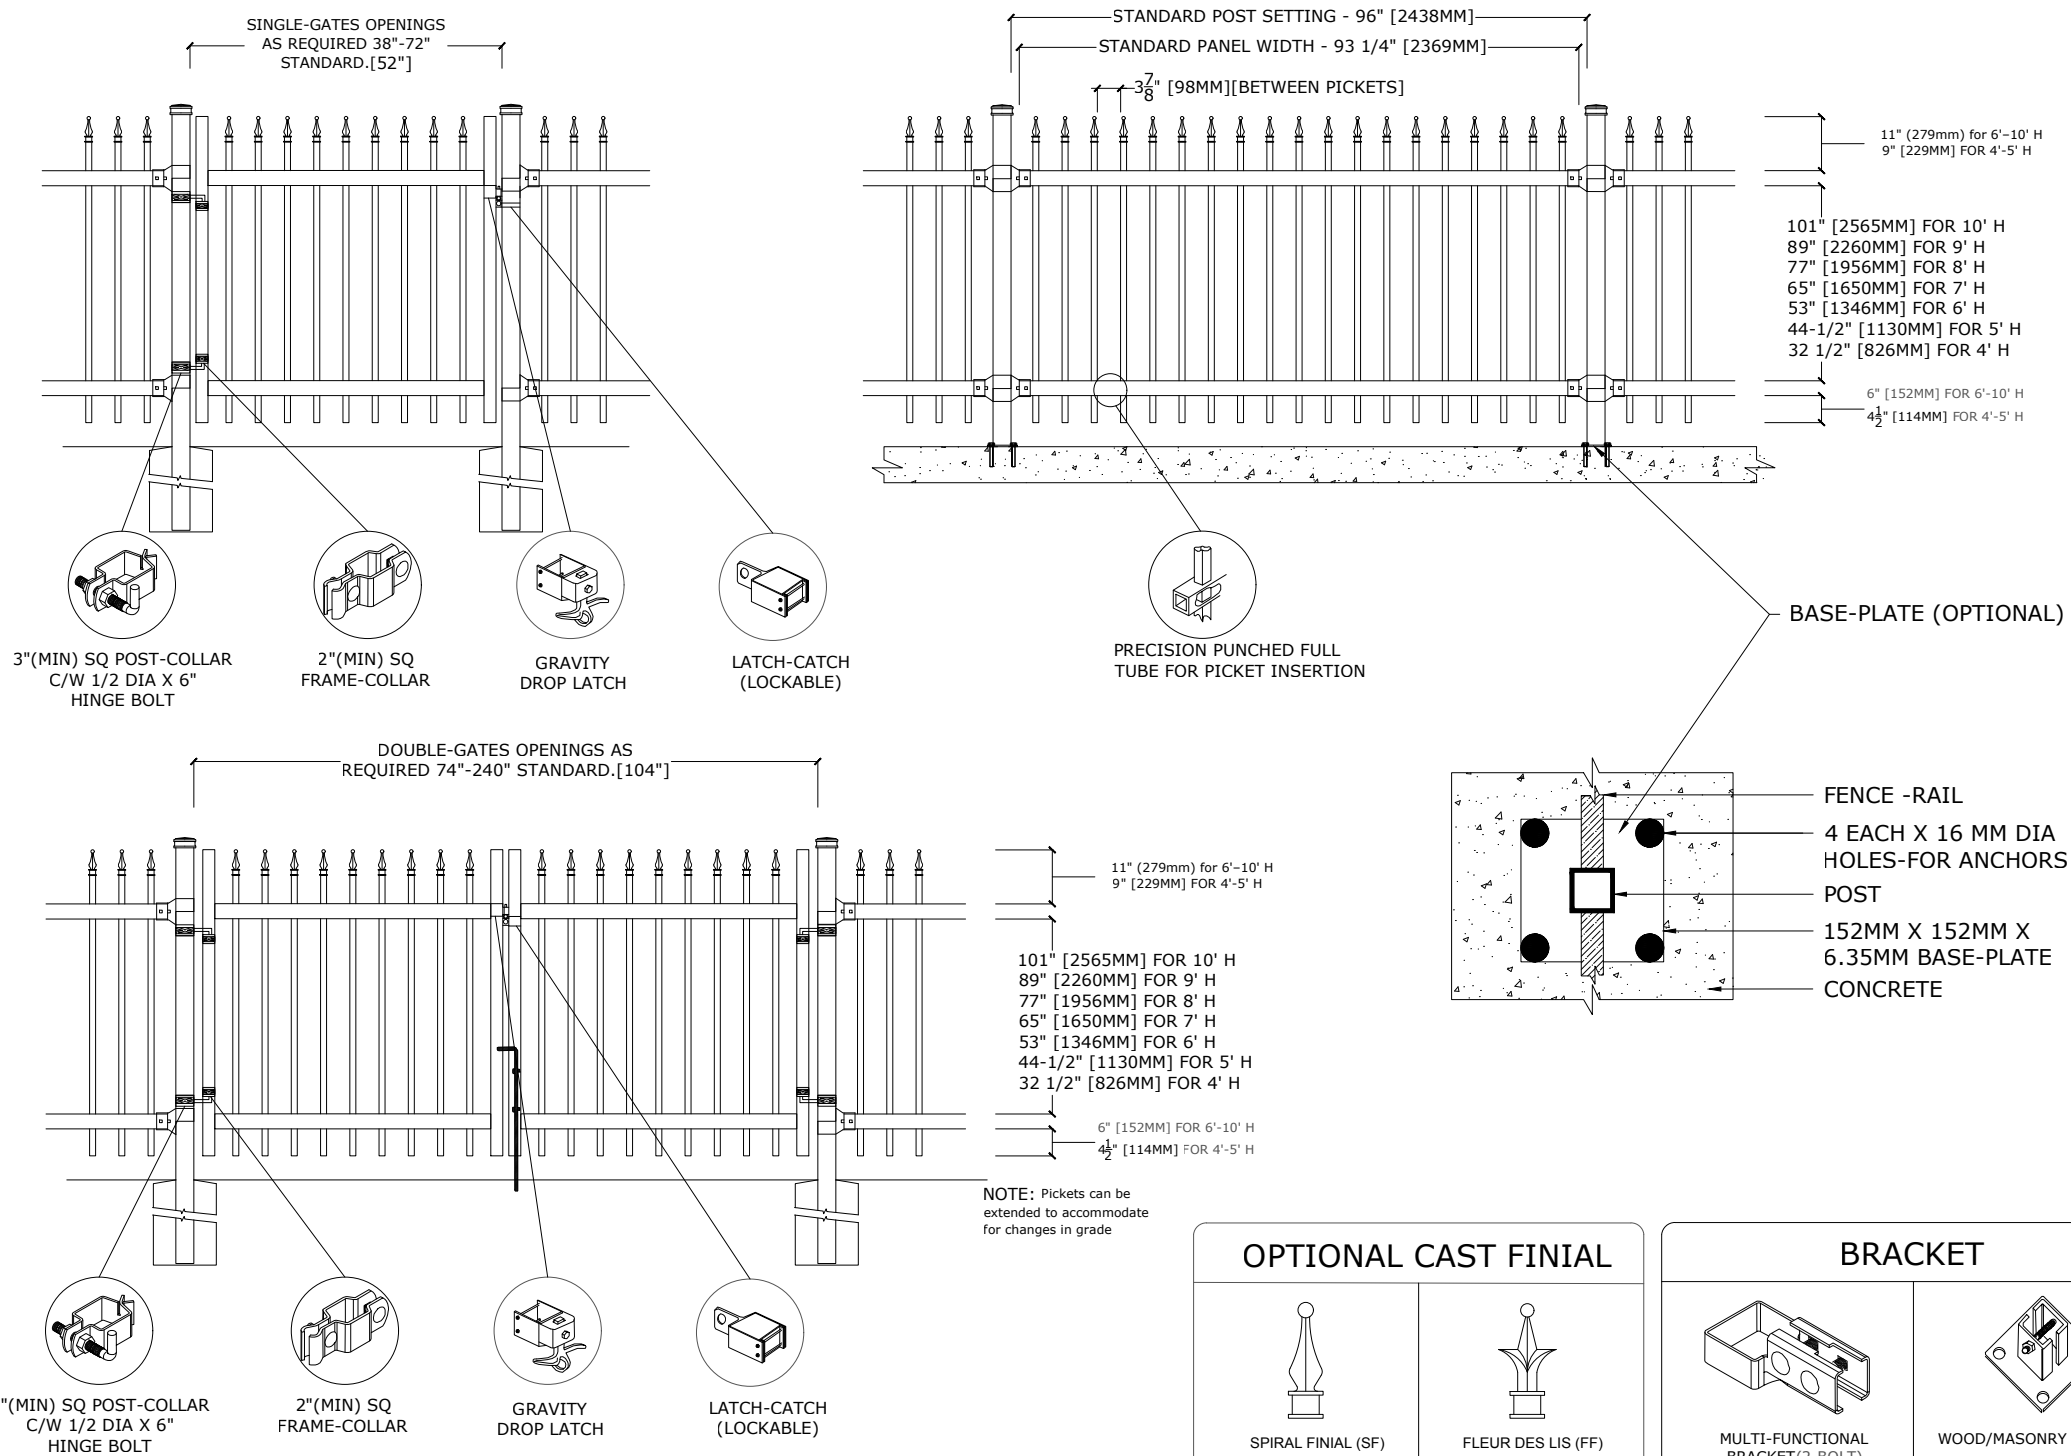 SINGLE-GATES OPENINGS
AS REQUIRED 38"-72"
STANDARD.[52"]
STANDARD POST SETTING - 96" [2438MM]
STANDARD PANEL WIDTH - 93 1/4" [2369MM]
3 7/8" [98MM][BETWEEN PICKETS]
11" (279mm) for 6'-10' H
9" [229MM] FOR 4'-5' H
101" [2565MM] FOR 10' H
89" [2260MM] FOR 9' H
77" [1956MM] FOR 8' H
65" [1650MM] FOR 7' H
53" [1346MM] FOR 6' H
44-1/2" [1130MM] FOR 5' H
32 1/2" [826MM] FOR 4' H
6" [152MM] FOR 6'-10' H
4 1/2" [114MM] FOR 4'-5' H
3"(MIN) SQ POST-COLLAR
C/W 1/2 DIA X 6"
HINGE BOLT
2"(MIN) SQ
FRAME-COLLAR
GRAVITY
DROP LATCH
LATCH-CATCH
(LOCKABLE)
PRECISION PUNCHED FULL
TUBE FOR PICKET INSERTION
BASE-PLATE (OPTIONAL)
FENCE -RAIL
4 EACH X 16 MM DIA
HOLES-FOR ANCHORS
POST
152MM X 152MM X
6.35MM BASE-PLATE
CONCRETE
DOUBLE-GATES OPENINGS AS
REQUIRED 74"-240" STANDARD.[104"]
11" (279mm) for 6'-10' H
9" [229MM] FOR 4'-5' H
101" [2565MM] FOR 10' H
89" [2260MM] FOR 9' H
77" [1956MM] FOR 8' H
65" [1650MM] FOR 7' H
53" [1346MM] FOR 6' H
44-1/2" [1130MM] FOR 5' H
32 1/2" [826MM] FOR 4' H
6" [152MM] FOR 6'-10' H
4 1/2" [114MM] FOR 4'-5' H
NOTE: Pickets can be
extended to accommodate
for changes in grade
"(MIN) SQ POST-COLLAR
C/W 1/2 DIA X 6"
HINGE BOLT
2"(MIN) SQ
FRAME-COLLAR
GRAVITY
DROP LATCH
LATCH-CATCH
(LOCKABLE)
OPTIONAL CAST FINIAL
SPIRAL FINIAL (SF)
FLEUR DES LIS (FF)
BRACKET
MULTI-FUNCTIONAL
BRACKET(2-BOLT)
WOOD/MASONRY